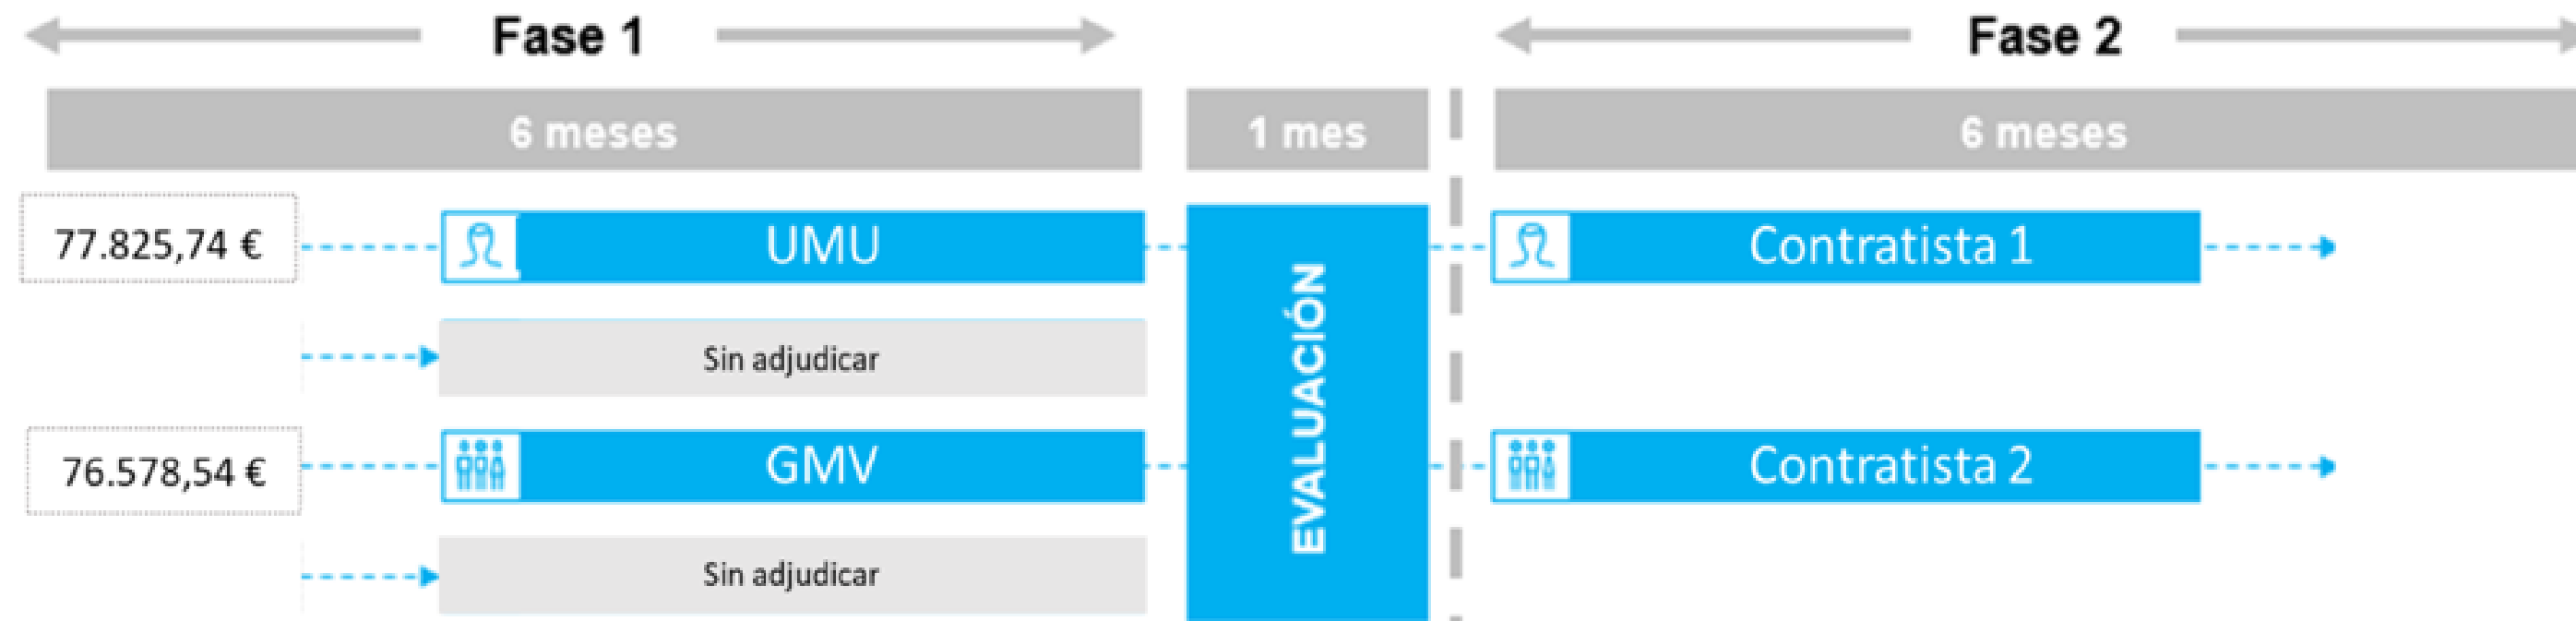 Fase 1
Fase 2
6 meses
1 mes
6 meses
77.825,74 €
UMU
Contratista 1
Sin adjudicar
EVALUACIÓN
76.578,54 €
GMV
Contratista 2
Sin adjudicar